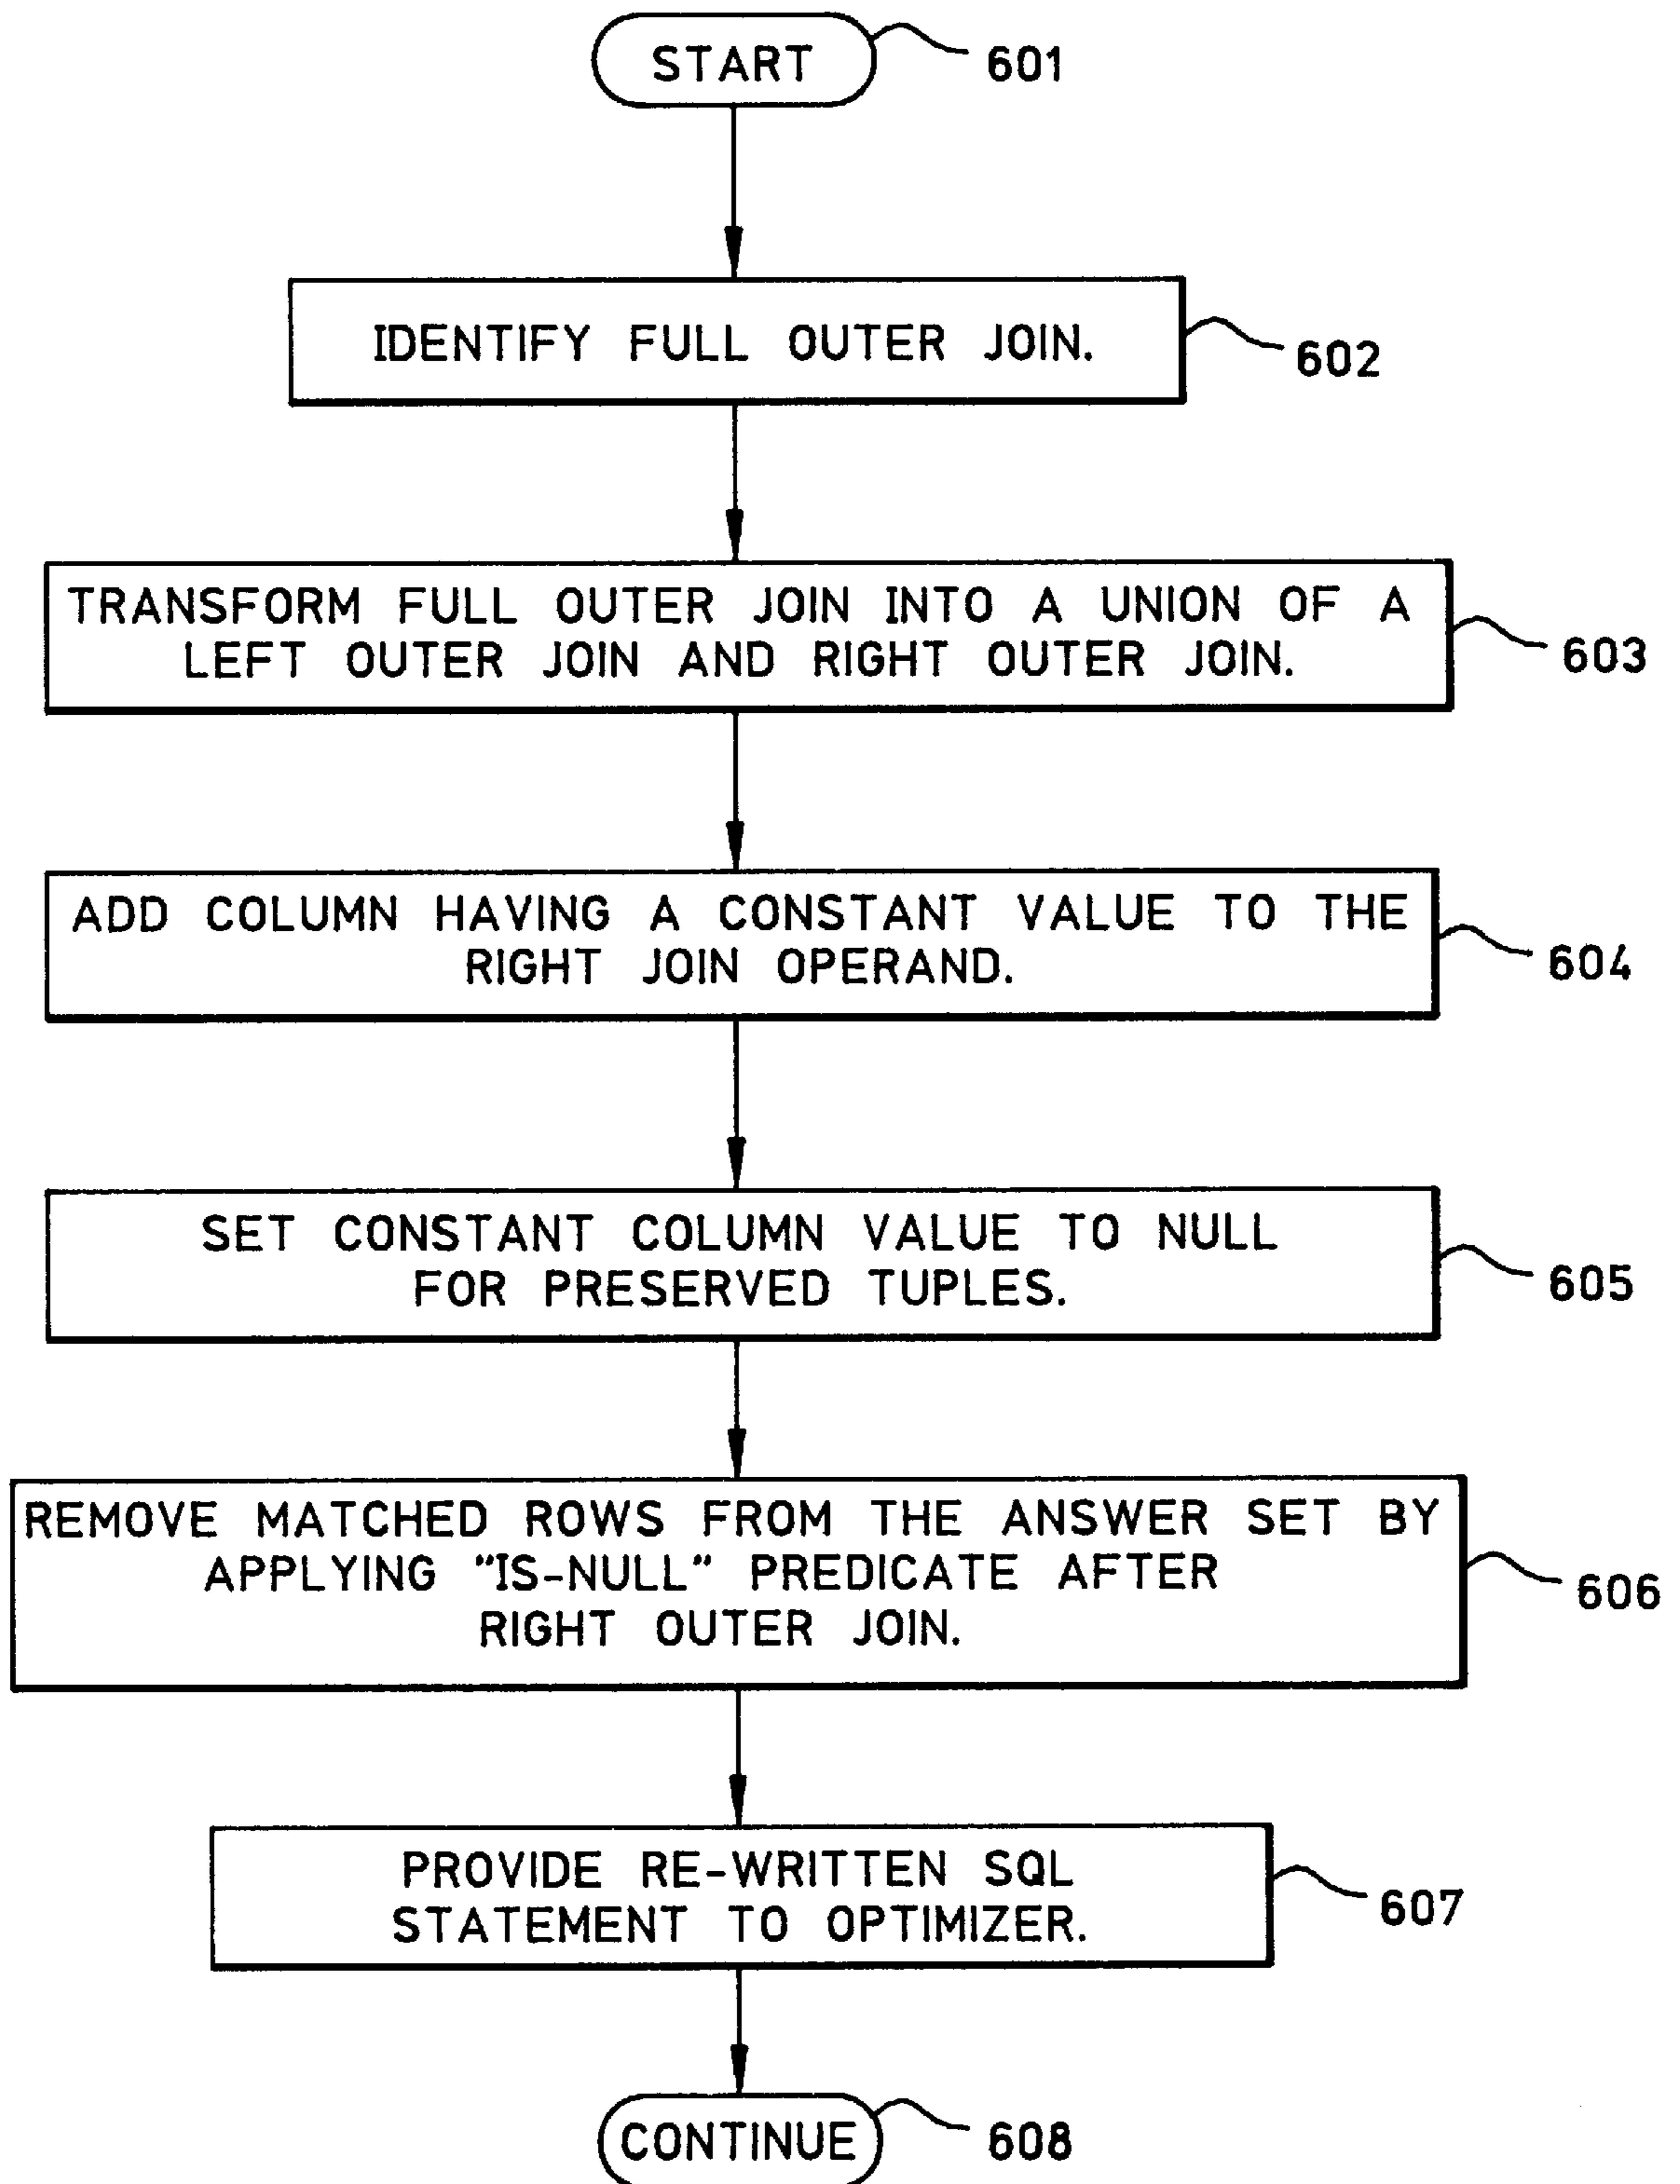 START
601
IDENTIFY FULL OUTER JOIN.
602
TRANSFORM FULL OUTER JOIN INTO A UNION OF A
LEFT OUTER JOIN AND RIGHT OUTER JOIN.
603
ADD COLUMN HAVING A CONSTANT VALUE TO THE
RIGHT JOIN OPERAND.
604
SET CONSTANT COLUMN VALUE TO NULL
FOR PRESERVED TUPLES.
605
REMOVE MATCHED ROWS FROM THE ANSWER SET BY
APPLYING "IS-NULL" PREDICATE AFTER
RIGHT OUTER JOIN.
606
PROVIDE RE-WRITTEN SQL
STATEMENT TO OPTIMIZER.
607
CONTINUE
608